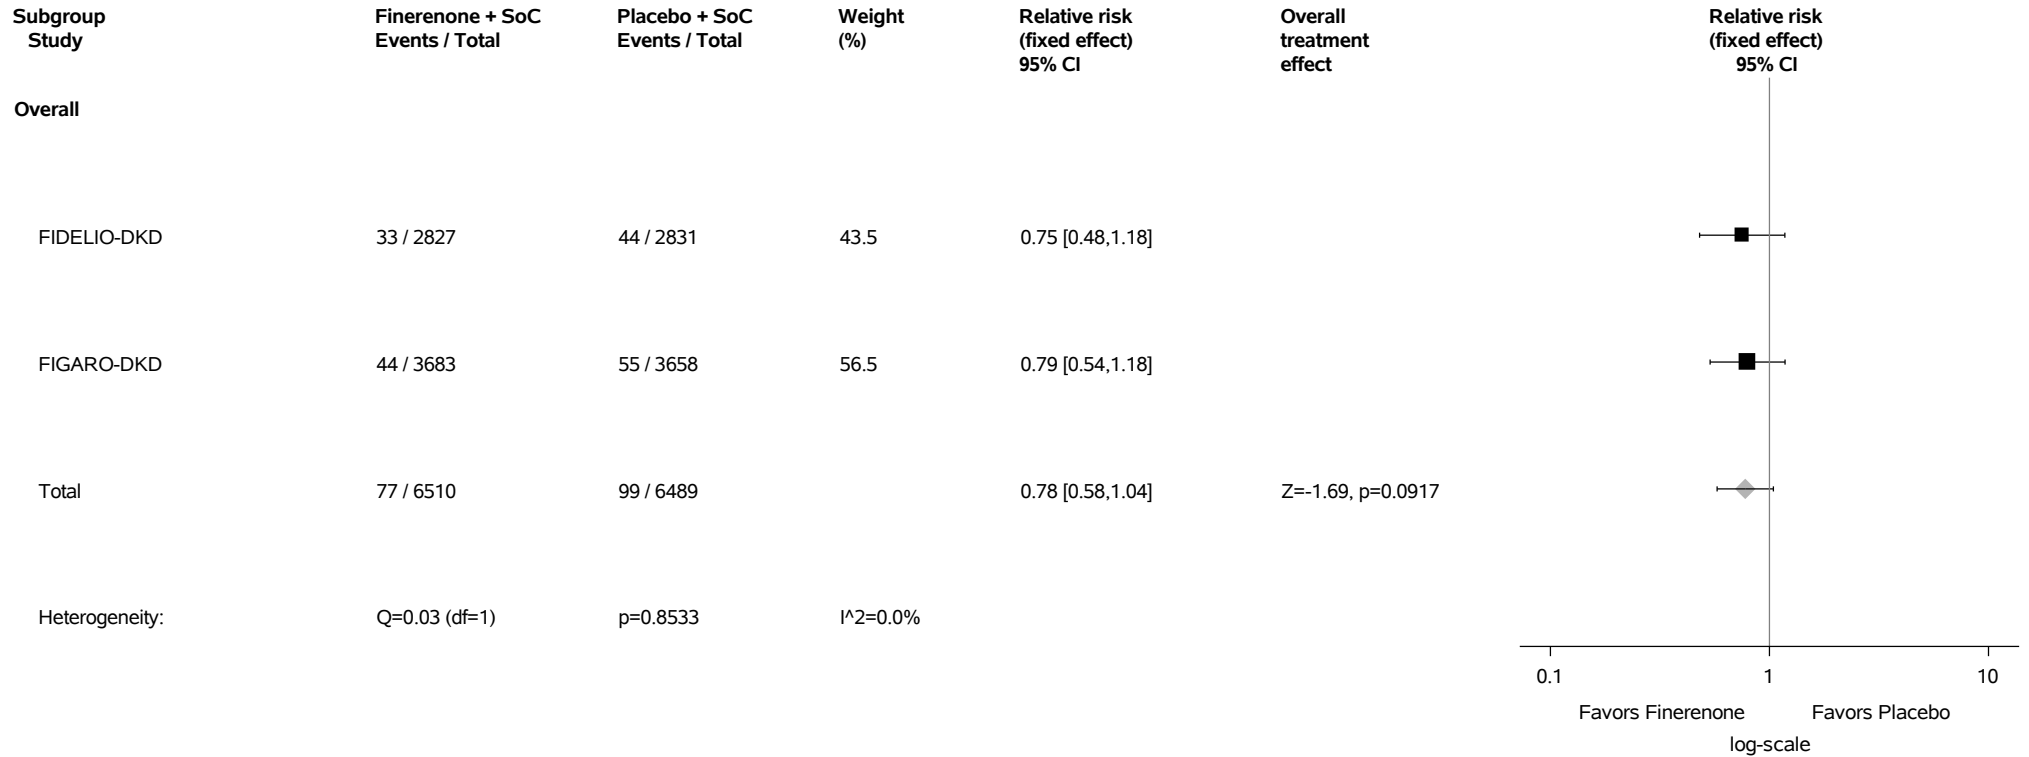 Subgroup Finerenone + SoC Placebo + SoC Weight Relative risk Overall Relative risk
Study Events / Total Events / Total (%) (fixed effect) treatment (fixed effect)
95% CI effect 95% CI
Overall
FIDELIO-DKD 33 / 2827 44 / 2831 43.5 0.75 [0.48,1.18]
FIGARO-DKD 44 / 3683 55 / 3658 56.5 0.79 [0.54,1.18]
Total 77 / 6510 99 / 6489 0.78 [0.58,1.04] Z=-1.69, p=0.0917
Heterogeneity: Q=0.03 (df=1) p=0.8533 I^2=0.0%
0.1 1 10
Favors Finerenone Favors Placebo
log-scale